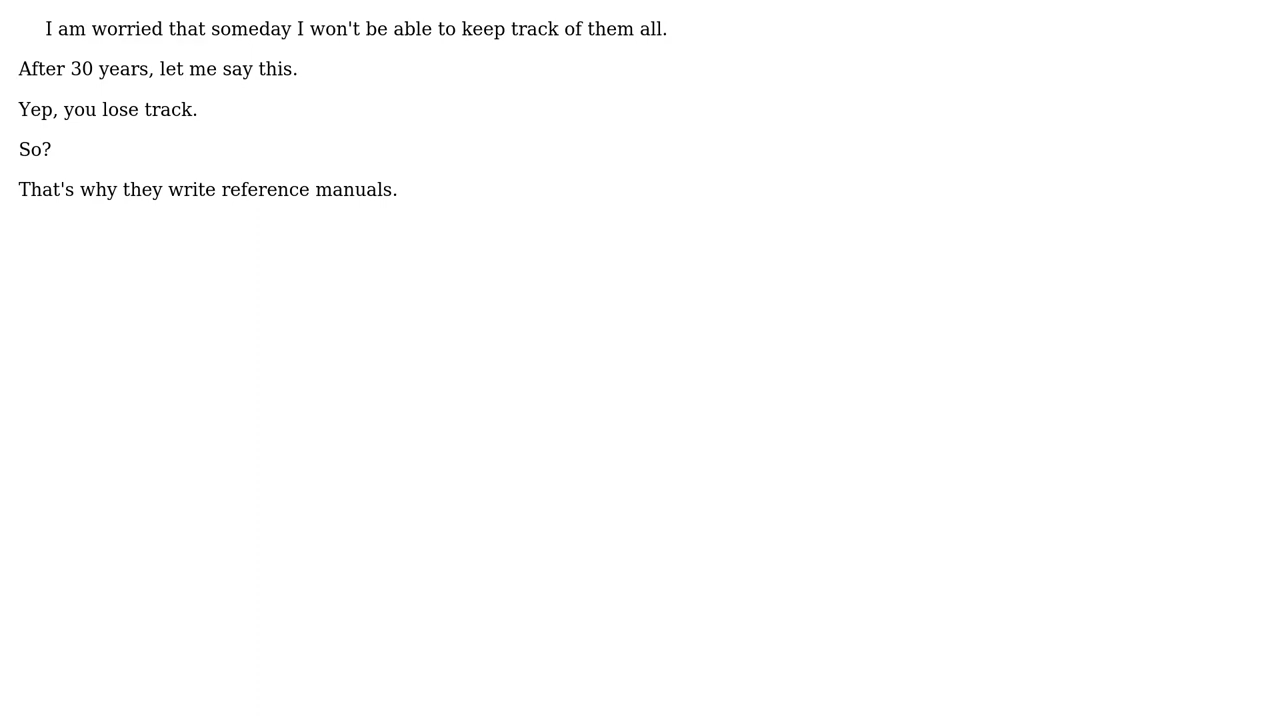 I am worried that someday I won't be able to keep track of them all.
After 30 years, let me say this.
Yep, you lose track.
So?
That's why they write reference manuals.